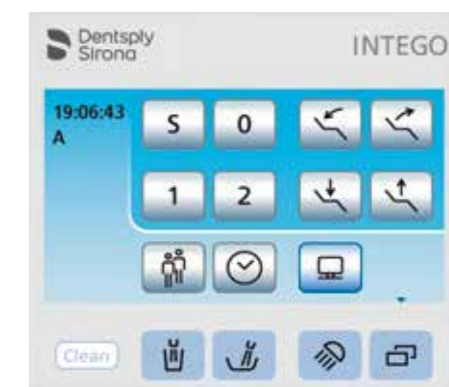 Dentsply
Sirona
INTEGO
19:06:43
A
S
0
1
2
Clean